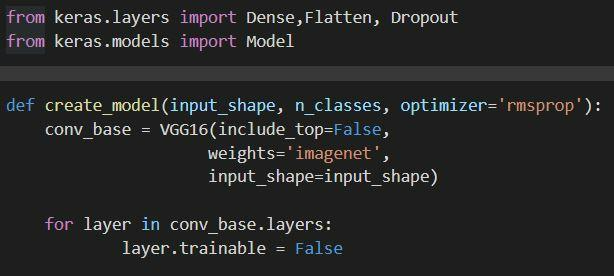 from keras.layers import Dense,Flatten, Dropout
from keras.models import Model
def create_model(input_shape, n_classes, optimizer='rmsprop'):
    conv_base = VGG16(include_top=False,
                    weights='imagenet',
                    input_shape=input_shape)
    for layer in conv_base.layers:
            layer.trainable = False